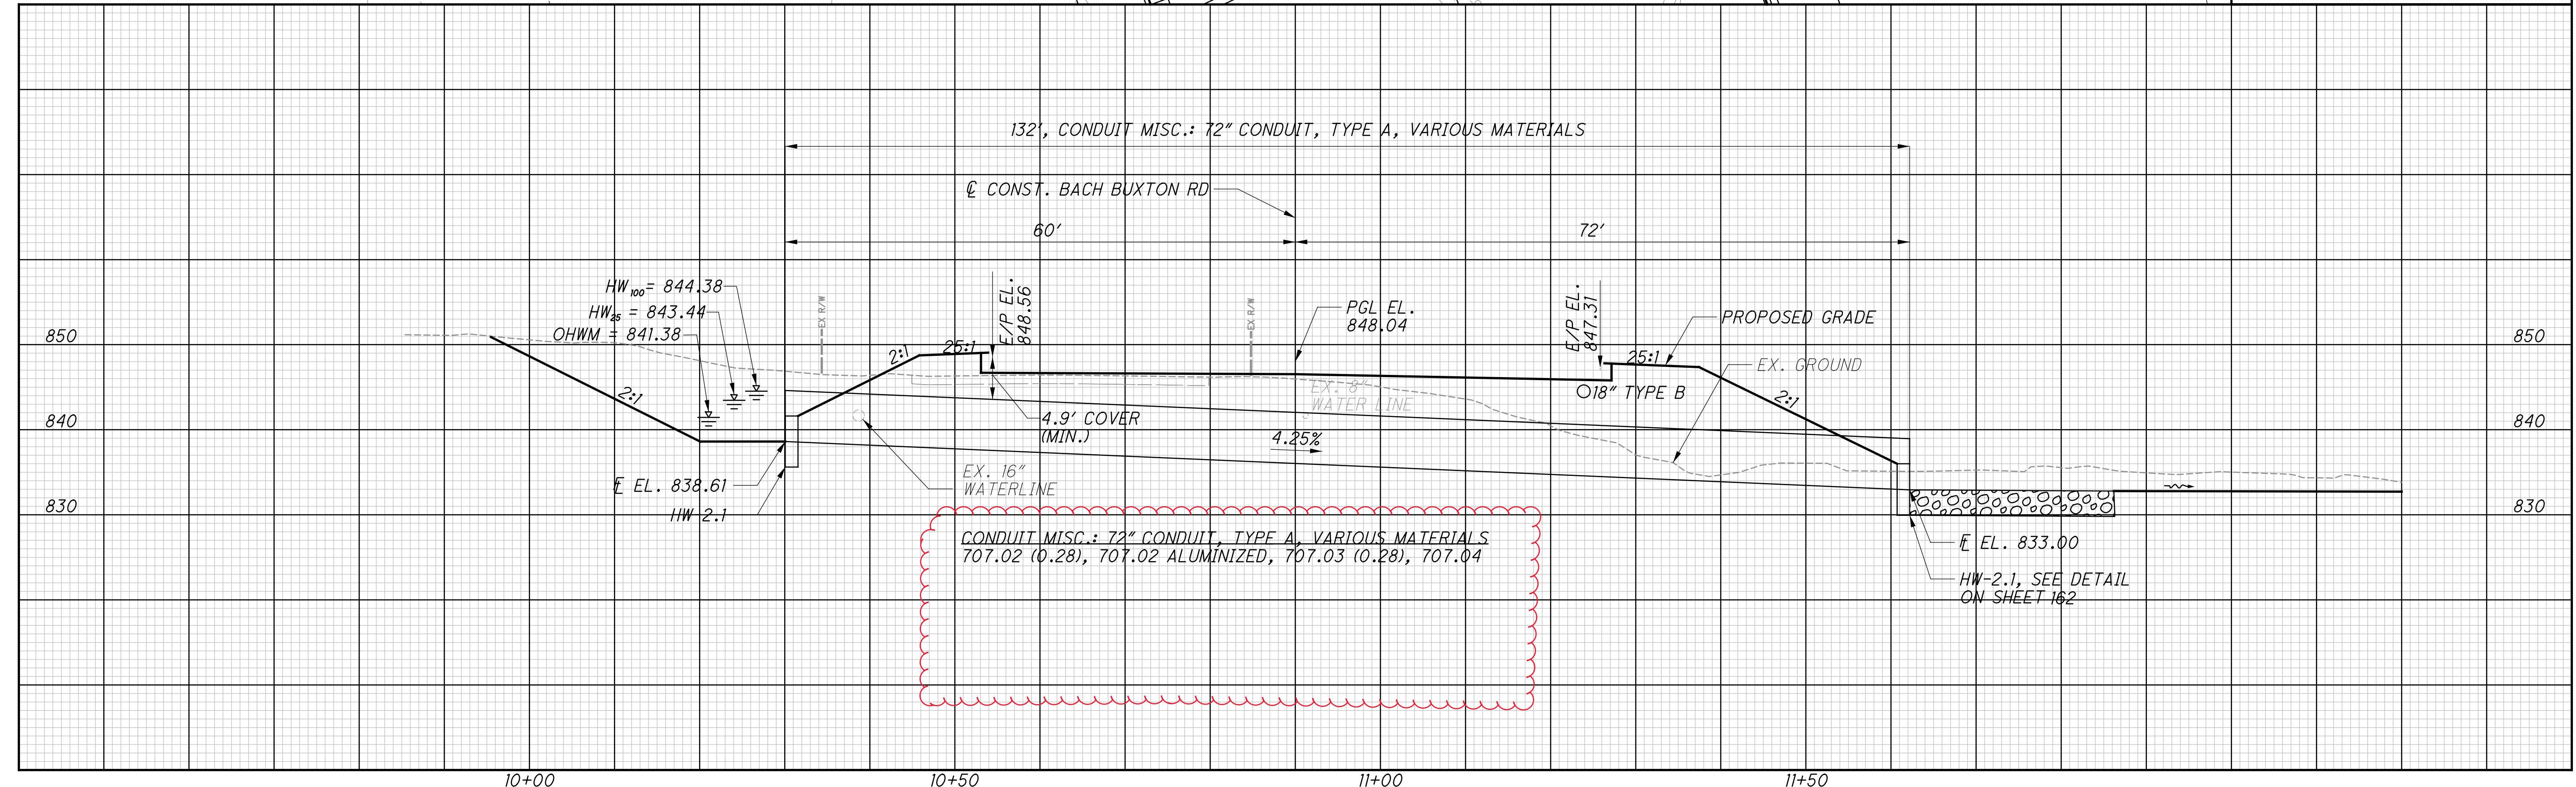 132', CONDUIT MISC.: 72" CONDUIT, TYPE A, VARIOUS MATERIALS
℄ CONST. BACH BUXTON RD
60'
72'
HW100= 844.38
HW25 = 843.44
OHWM = 841.38
EX R/W
E/P EL.
848.56
EX R/W
PGL EL.
848.04
E/P EL.
847.31
PROPOSED GRADE
EX. GROUND
850
850
2:1
2:1
25:1
25:1
2:1
EX. 8"
WATER LINE
18" TYPE B
4.9' COVER
(MIN.)
840
840
4.25%
EX. 16"
WATERLINE
EL. 838.61
HW-2.1
830
830
CONDUIT MISC.: 72" CONDUIT, TYPE A, VARIOUS MATERIALS
707.02 (0.28), 707.02 ALUMINIZED, 707.03 (0.28), 707.04
EL. 833.00
HW-2.1, SEE DETAIL
ON SHEET 162
10+00
10+50
11+00
11+50